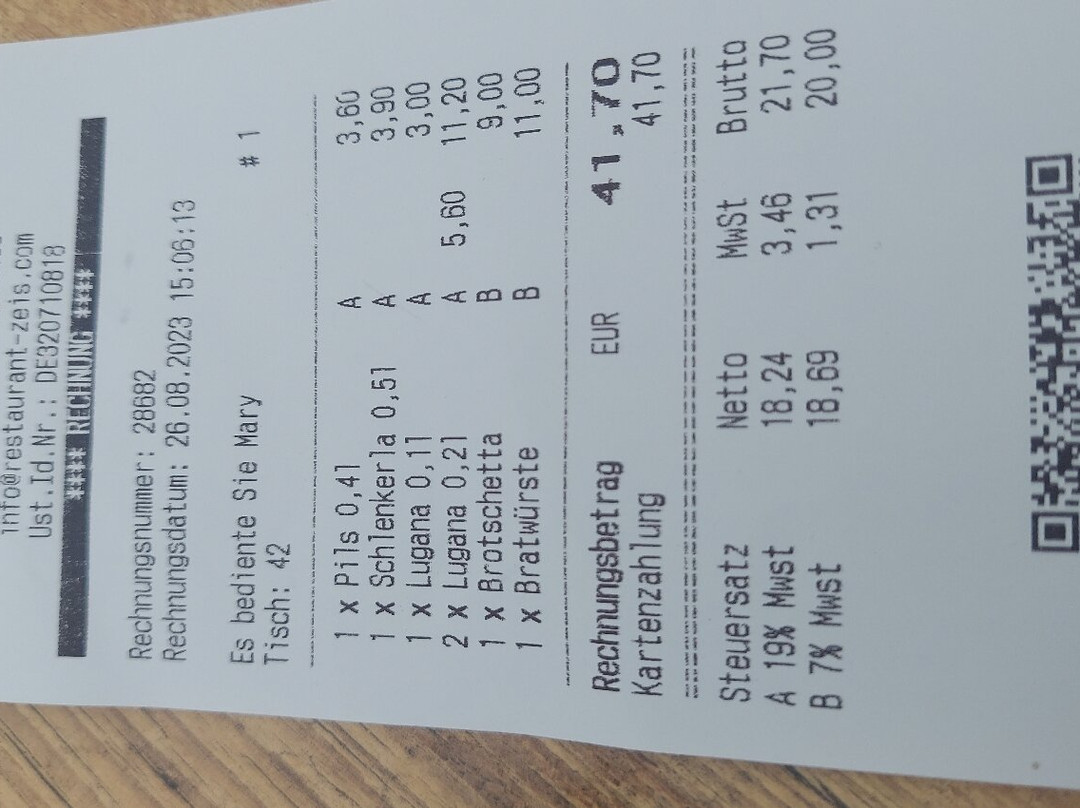 info@restaurant-zeis.com
Ust.Id.Nr.: DE320710818
**** RECHNUNG ****
Rechnungsnummer: 28682
Rechnungsdatum: 26.08.2023 15:06:13
Es bediente Sie Mary # 1
Tisch: 42
1 x Pils 0,4l A 3,60
1 x Schlenkerla 0,5l A 3,90
1 x Lugana 0,1l A 3,00
2 x Lugana 0,2l A 5,60 11,20
1 x Brotschetta B 9,00
1 x Bratwürste B 11,00
Rechnungsbetrag EUR 41.70
Kartenzahlung 41,70
Steuersatz Netto MwSt Brutto
A 19% Mwst 18,24 3,46 21,70
B 7% Mwst 18,69 1,31 20,00